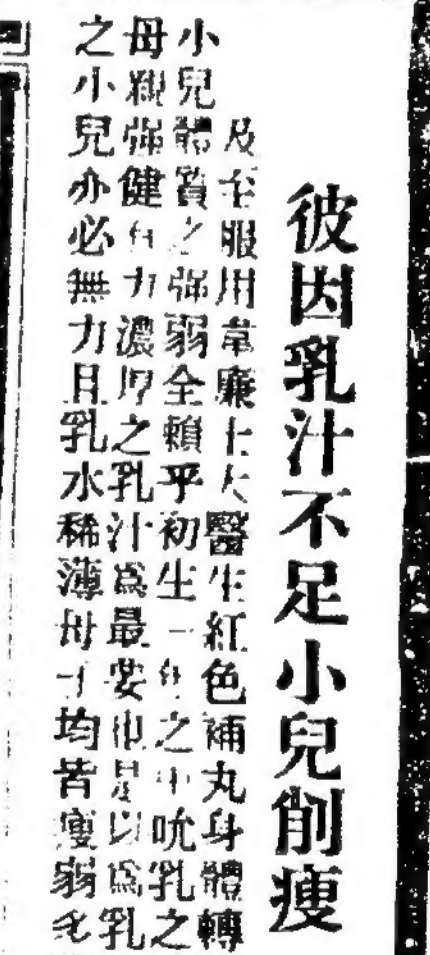 彼因乳汁不足小兒削瘦
及至服用韋廉士大醫生紅色補丸身體轉
小兒體質之强弱全賴乎初生一年之中吮乳之
母親强健有力濃厚之乳汁爲最要也是以爲乳
之小兒亦必無力且乳水稀薄母子均皆瘦弱